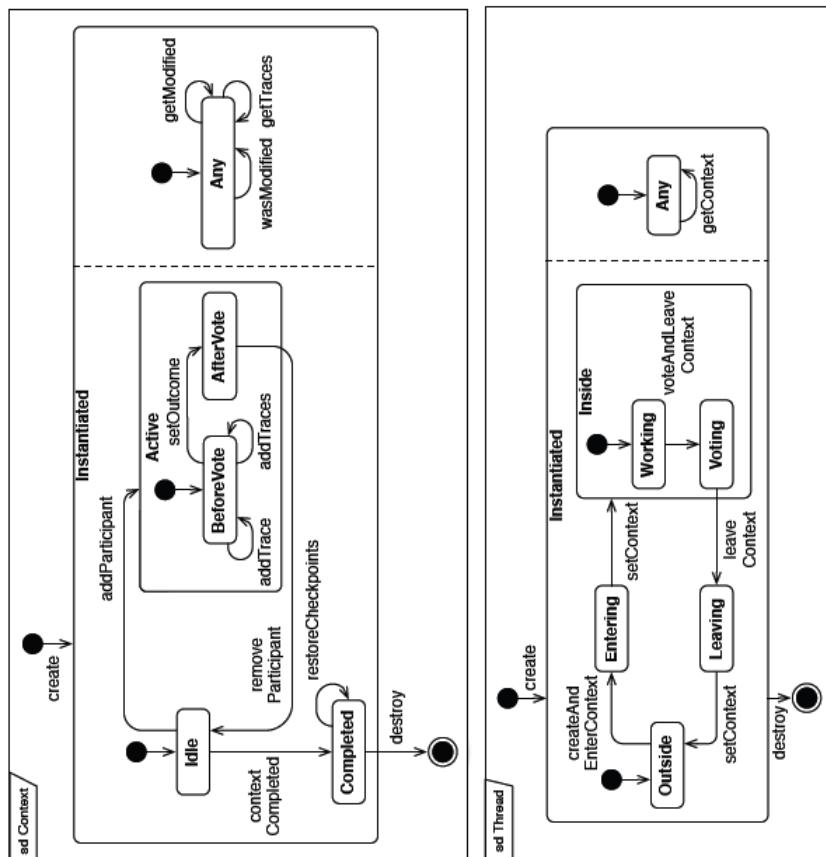 sd Context
create
Instantiated
Idle
addParticipant
remove
Participant
context
Completed
Completed
restoreCheckpoints
destroy
Active
BeforeVote
addTrace
addTraces
setOutcome
AfterVote
Any
getModified
getTraces
wasModified
sd Thread
create
Instantiated
Outside
createAnd
EnterContext
Entering
setContext
Inside
Working
voteAndLeave
Context
Voting
leave
Context
Leaving
setContext
destroy
Any
getContext